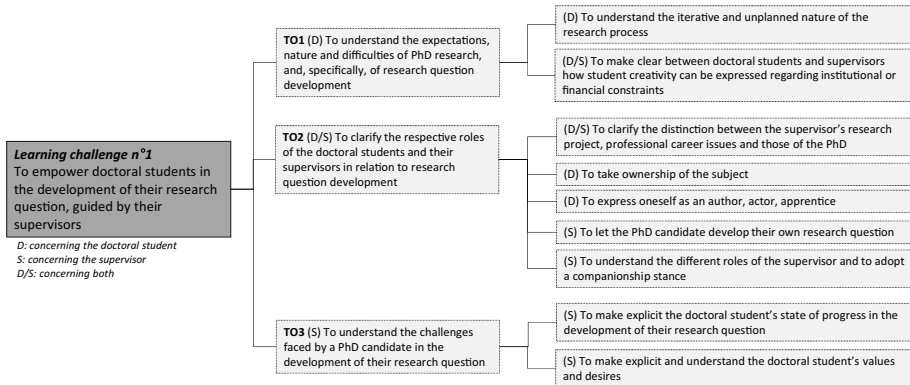 Learning challenge n°1
To empower doctoral students in
the development of their research
question, guided by their
supervisors
D: concerning the doctoral student
S: concerning the supervisor
D/S: concerning both
TO1 (D) To understand the expectations,
nature and difficulties of PhD research,
and, specifically, of research question
development
(D) To understand the iterative and unplanned nature of the
research process
(D/S) To make clear between doctoral students and supervisors
how student creativity can be expressed regarding institutional or
financial constraints
TO2 (D/S) To clarify the respective roles
of the doctoral students and their
supervisors in relation to research
question development
(D/S) To clarify the distinction between the supervisor's research
project, professional career issues and those of the PhD
(D) To take ownership of the subject
(D) To express oneself as an author, actor, apprentice
(S) To let the PhD candidate develop their own research question
(S) To understand the different roles of the supervisor and to adopt
a companionship stance
TO3 (S) To understand the challenges
faced by a PhD candidate in the
development of their research question
(S) To make explicit the doctoral student's state of progress in the
development of their research question
(S) To make explicit and understand the doctoral student's values
and desires